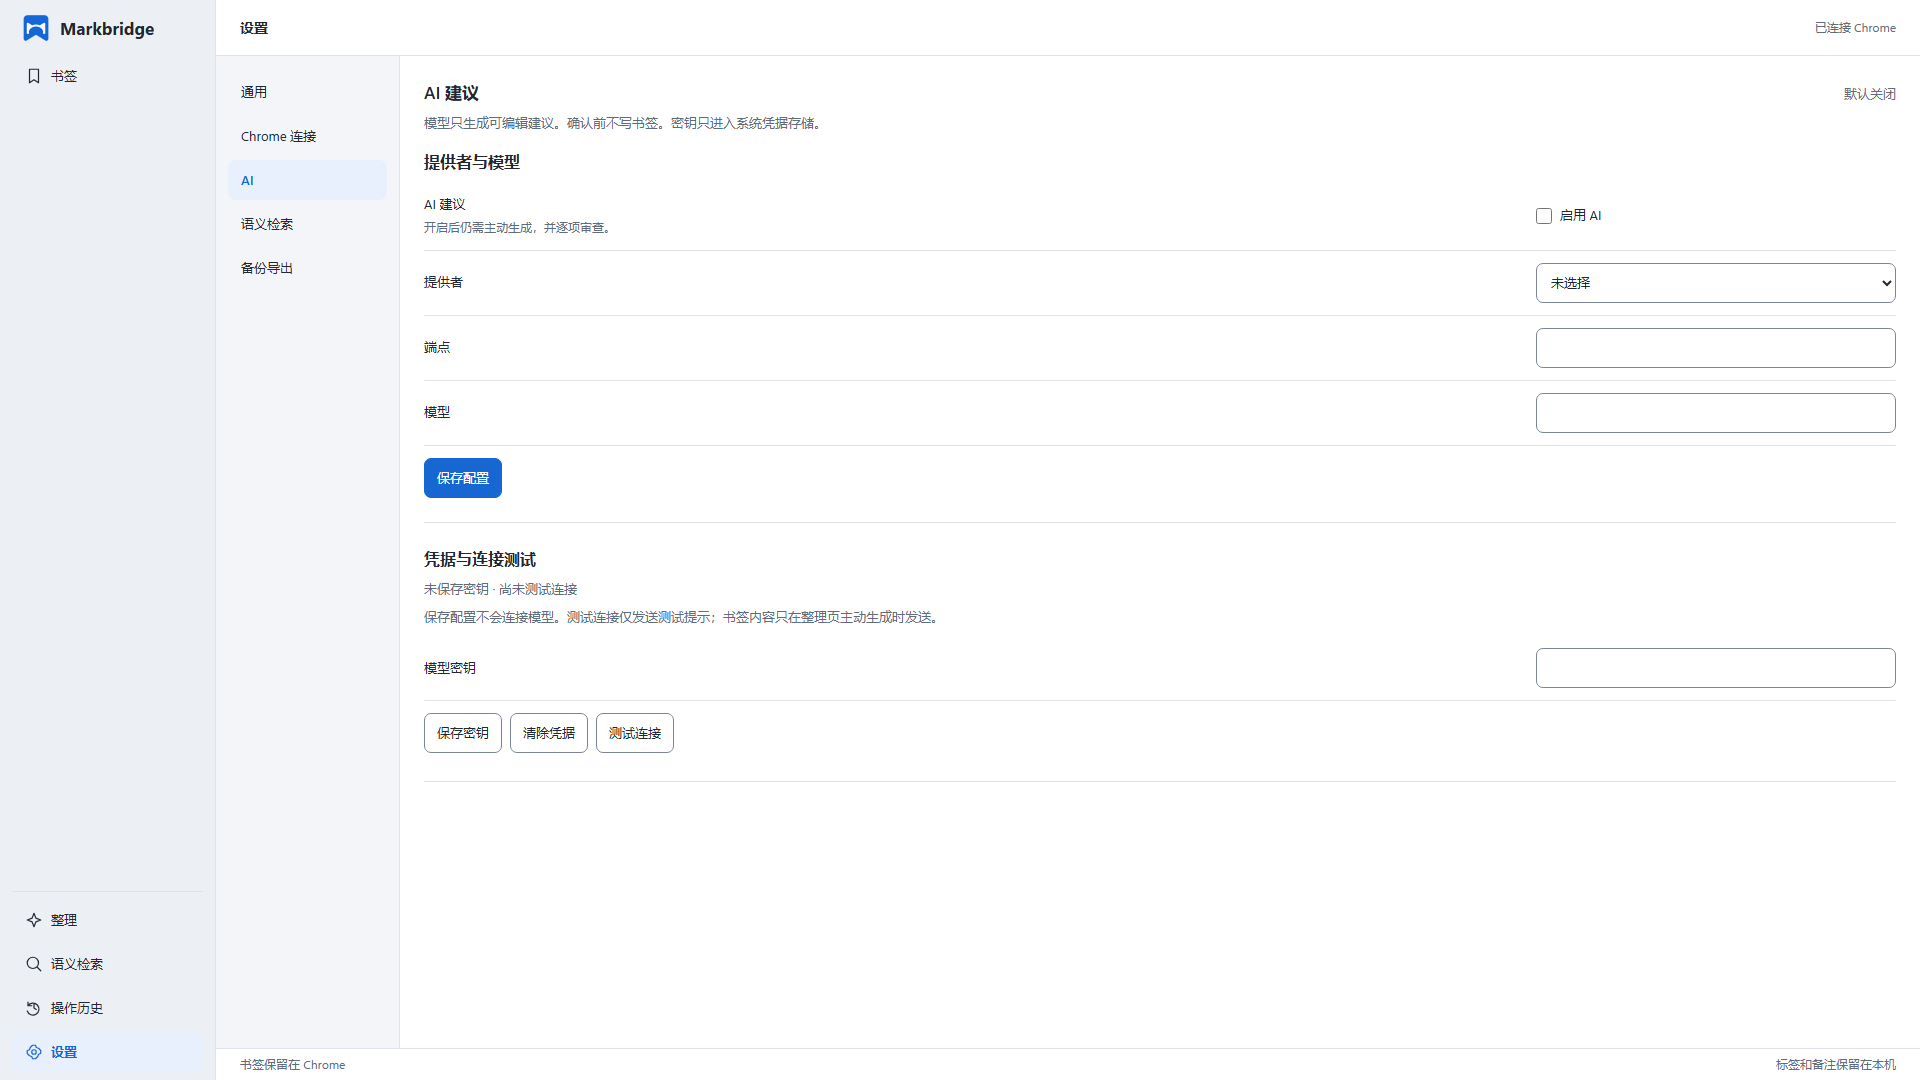 Markbridge
书签
整理
语义检索
操作历史
设置
设置
已连接 Chrome
通用
Chrome 连接
AI
语义检索
备份导出
AI 建议
默认关闭
模型只生成可编辑建议。确认前不写书签。密钥只进入系统凭据存储。
提供者与模型
AI 建议
开启后仍需主动生成，并逐项审查。
启用 AI
提供者
未选择
端点
模型
保存配置
凭据与连接测试
未保存密钥 · 尚未测试连接
保存配置不会连接模型。测试连接仅发送测试提示；书签内容只在整理页主动生成时发送。
模型密钥
保存密钥
清除凭据
测试连接
书签保留在 Chrome
标签和备注保留在本机